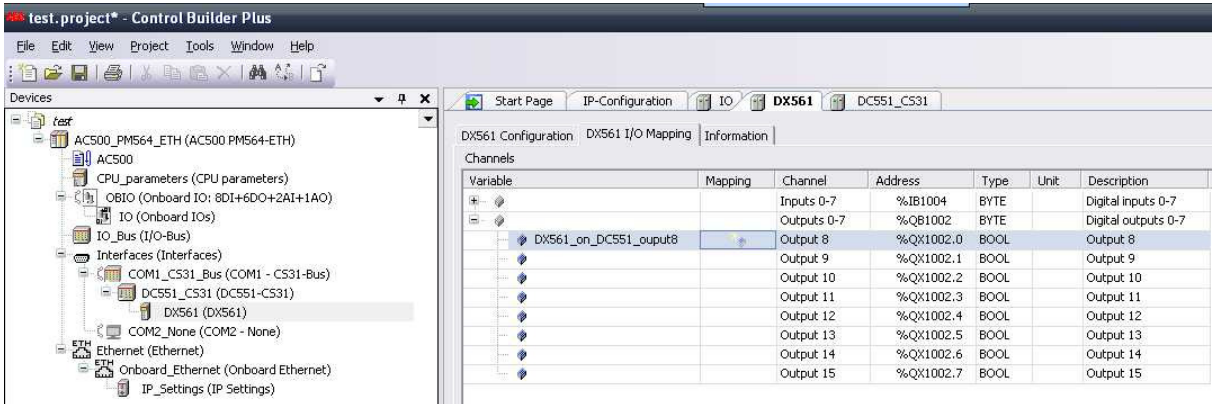 test.project* - Control Builder Plus
File Edit View Project Tools Window Help
Devices
test
AC500_PM564_ETH (AC500 PM564-ETH)
AC500
CPU_parameters (CPU parameters)
OBIO (Onboard IO: 8DI+6DO+2AI+1AO)
IO (Onboard IOs)
IO_Bus (I/O-Bus)
Interfaces (Interfaces)
COM1_CS31_Bus (COM1 - CS31-Bus)
DC551_CS31 (DC551-CS31)
DX561 (DX561)
COM2_None (COM2 - None)
ETH Ethernet (Ethernet)
ETH Onboard_Ethernet (Onboard Ethernet)
IP_Settings (IP Settings)
Start Page IP-Configuration IO DX561 DC551_CS31
DX561 Configuration DX561 I/O Mapping Information
Channels
Variable Mapping Channel Address Type Unit Description
Inputs 0-7 %IB1004 BYTE Digital inputs 0-7
Outputs 0-7 %QB1002 BYTE Digital outputs 0-7
DX561_on_DC551_ouput8 Output 8 %QX1002.0 BOOL Output 8
Output 9 %QX1002.1 BOOL Output 9
Output 10 %QX1002.2 BOOL Output 10
Output 11 %QX1002.3 BOOL Output 11
Output 12 %QX1002.4 BOOL Output 12
Output 13 %QX1002.5 BOOL Output 13
Output 14 %QX1002.6 BOOL Output 14
Output 15 %QX1002.7 BOOL Output 15